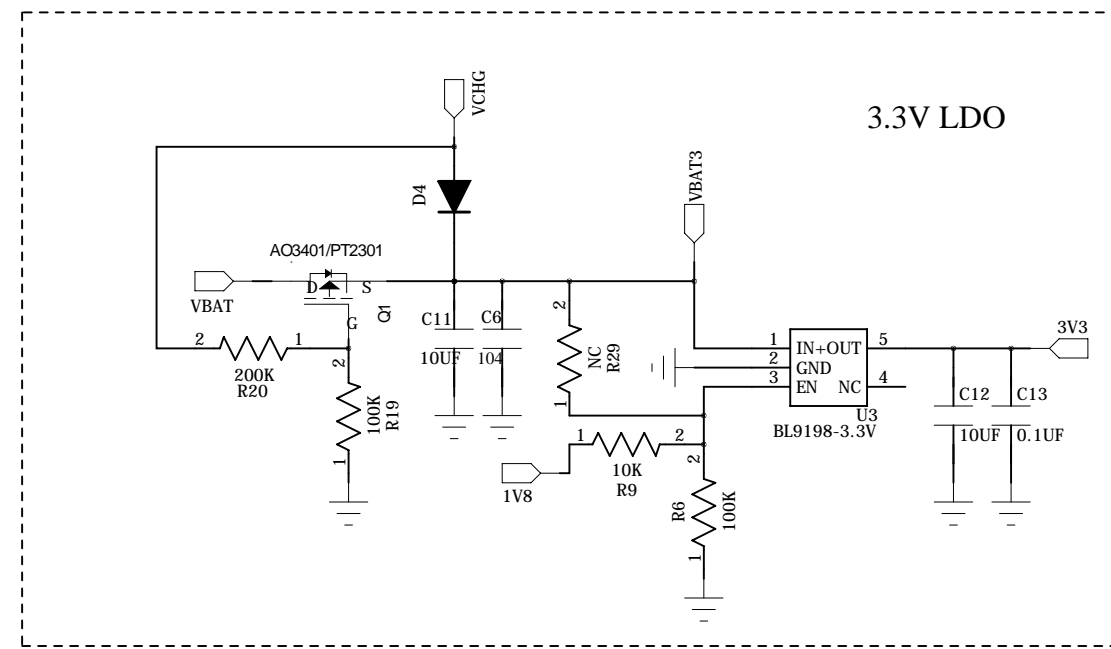 3.3V LDO
VCHG
D4
VBAT3
AO3401/PT2301
D S
VBAT
G
Q1
2 1
200K
R20
2
100K
R19
1
C11
10UF
C6
104
2
NC
R29
1
1 IN+OUT 5
2 GND
3 EN NC 4
U3
BL9198-3.3V
3V3
C12
10UF
C13
0.1UF
1 2
10K
R9
1V8
2
R6
100K
1